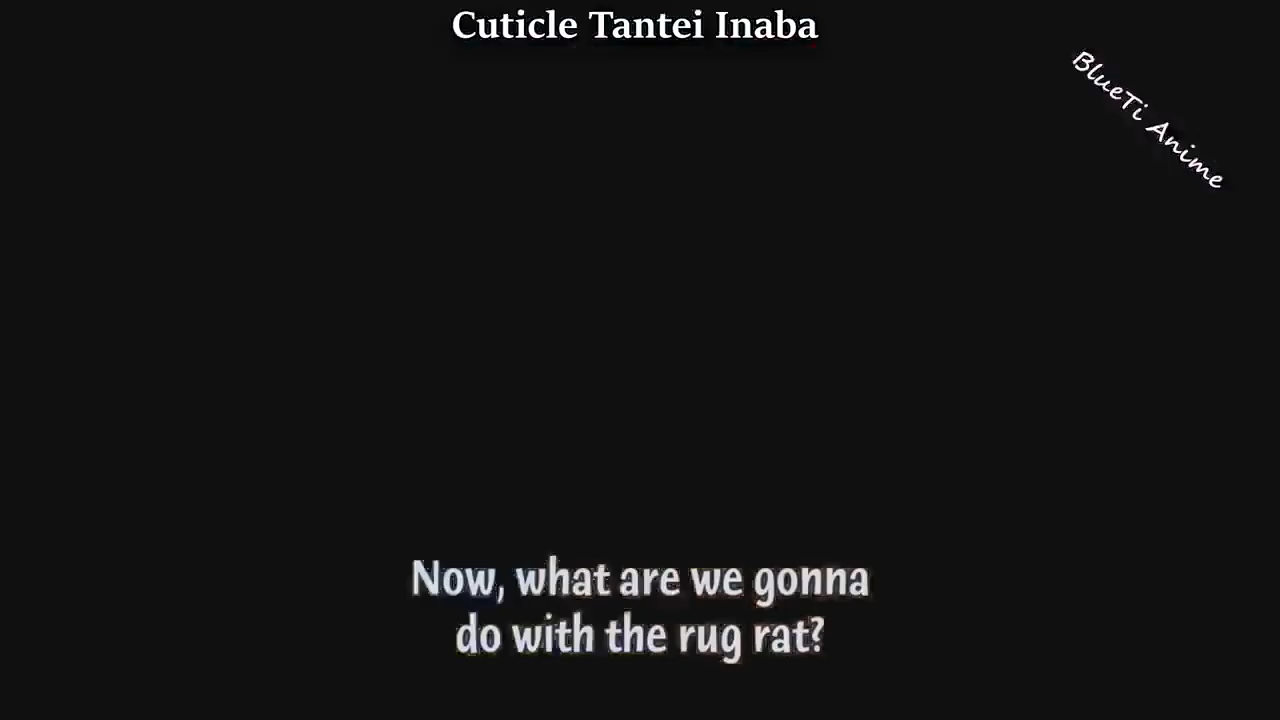 Cuticle Tantei Inaba
BlueTi Anime
Now, what are we gonna
do with the rug rat?